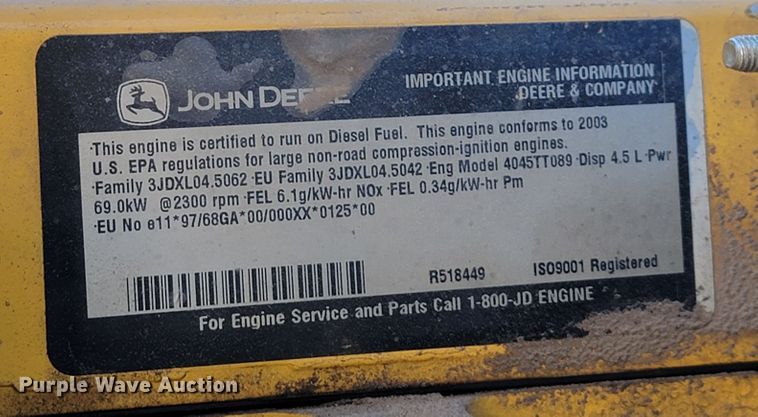 JOHN DEERE
IMPORTANT ENGINE INFORMATION
DEERE & COMPANY
·This engine is certified to run on Diesel Fuel. This engine conforms to 2003
U.S. EPA regulations for large non-road compression-ignition engines.
·Family 3JDXL04.5062 ·EU Family 3JDXL04.5042 ·Eng Model 4045TT089 ·Disp 4.5 L ·Pwr
69.0kW @2300 rpm ·FEL 6.1g/kW-hr NOx ·FEL 0.34g/kW-hr Pm
·EU No e11*97/68GA*00/000XX*0125*00
R518449
ISO9001 Registered
For Engine Service and Parts Call 1-800-JD ENGINE
Purple Wave Auction